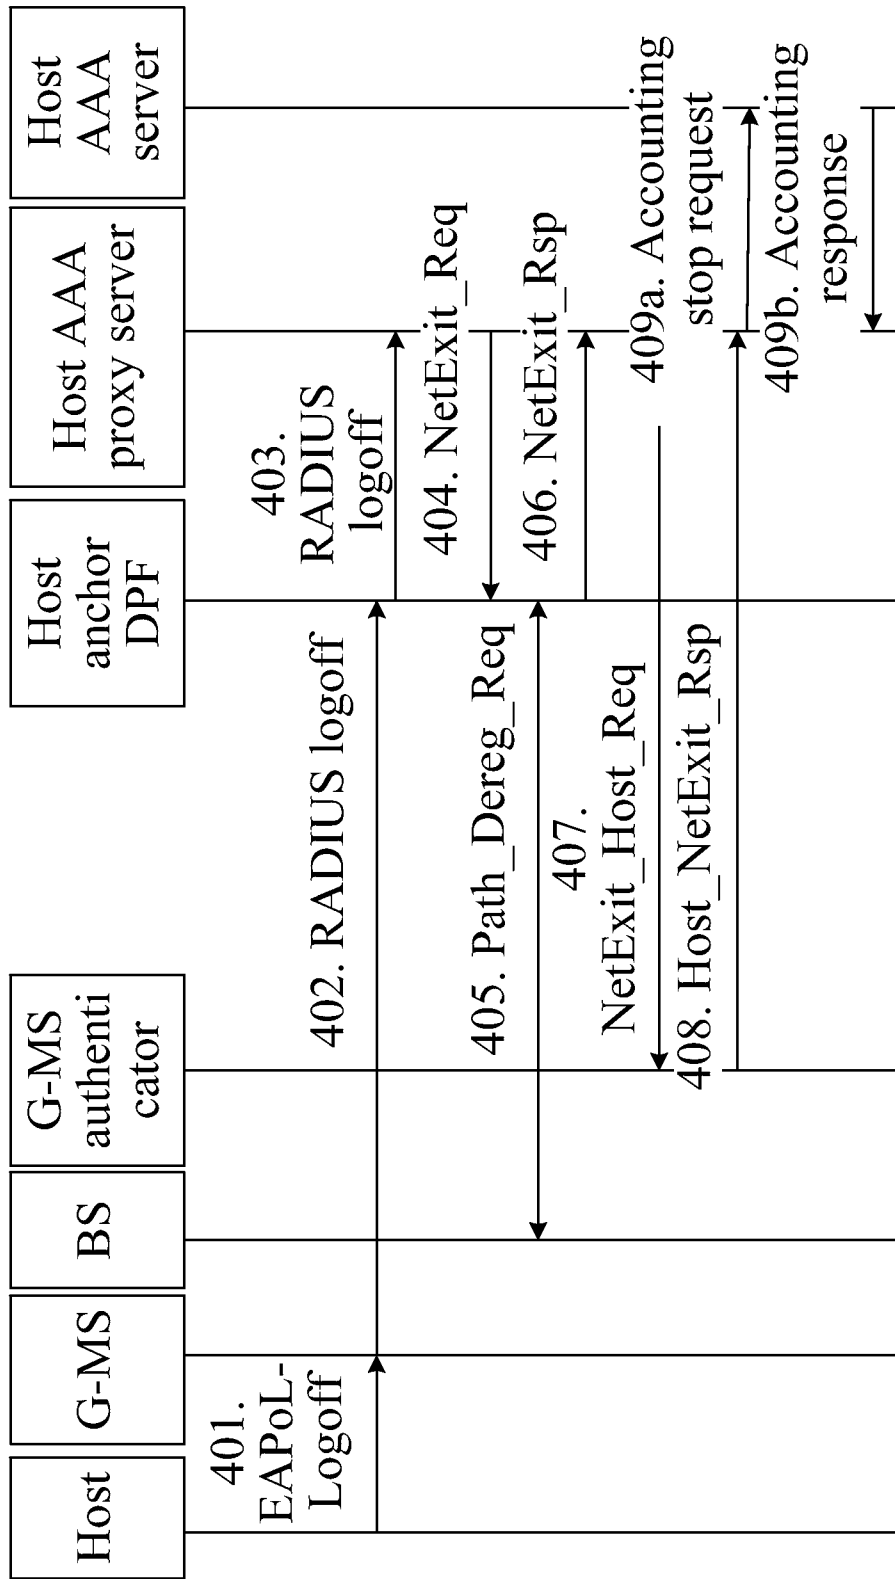 Host
G-MS
BS
G-MS
authenti
cator
Host
anchor
DPF
Host AAA
proxy server
Host
AAA
server
401.
EAPoL-
Logoff
402. RADIUS logoff
403.
RADIUS
logoff
404. NetExit_Req
405. Path_Dereg_Req
406. NetExit_Rsp
407.
NetExit_Host_Req
408. Host_NetExit_Rsp
409a. Accounting
stop request
409b. Accounting
response